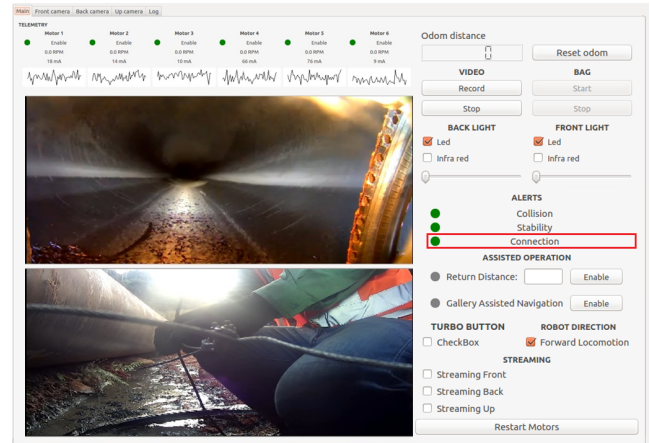 Main Front camera Back camera Up camera Log
TELEMETRY
Motor 1 Motor 2 Motor 3 Motor 4 Motor 5 Motor 6
Enable Enable Enable Enable Enable Enable
0.0 RPM 0.0 RPM 0.0 RPM 0.0 RPM 0.0 RPM 0.0 RPM
18 mA 14 mA 10 mA 66 mA 76 mA 9 mA
Odom distance
0 Reset odom
VIDEO BAG
Record Start
Stop Stop
BACK LIGHT FRONT LIGHT
Led Led
Infra red Infra red
ALERTS
Collision
Stability
Connection
ASSISTED OPERATION
Return Distance: Enable
Gallery Assisted Navigation Enable
TURBO BUTTON ROBOT DIRECTION
CheckBox Forward Locomotion
STREAMING
Streaming Front
Streaming Back
Streaming Up
Restart Motors